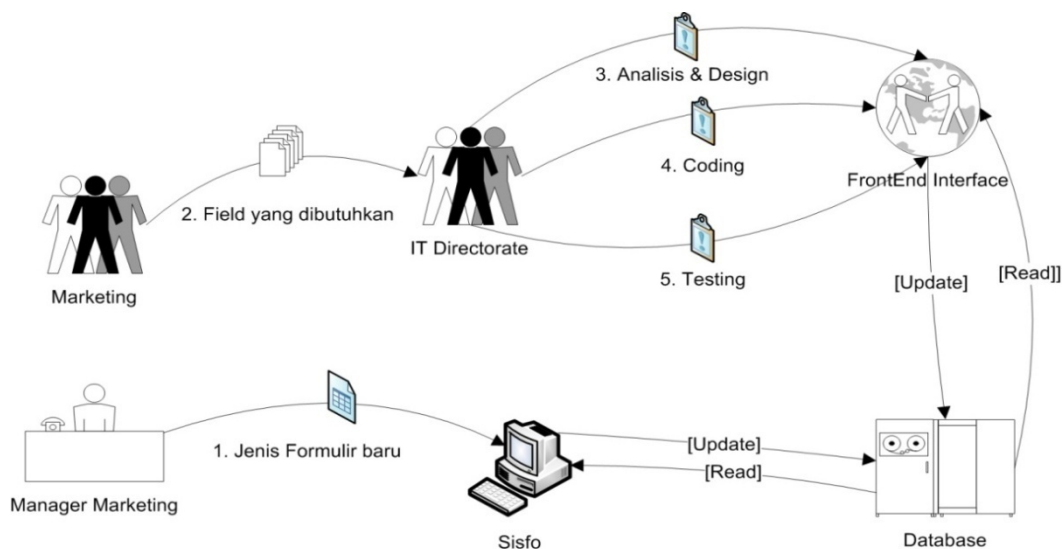 3. Analisis & Design
2. Field yang dibutuhkan
4. Coding
FrontEnd Interface
IT Directorate
5. Testing
Marketing
[Update]
[Read]]
1. Jenis Formulir baru
[Update]
[Read]
Manager Marketing
Sisfo
Database